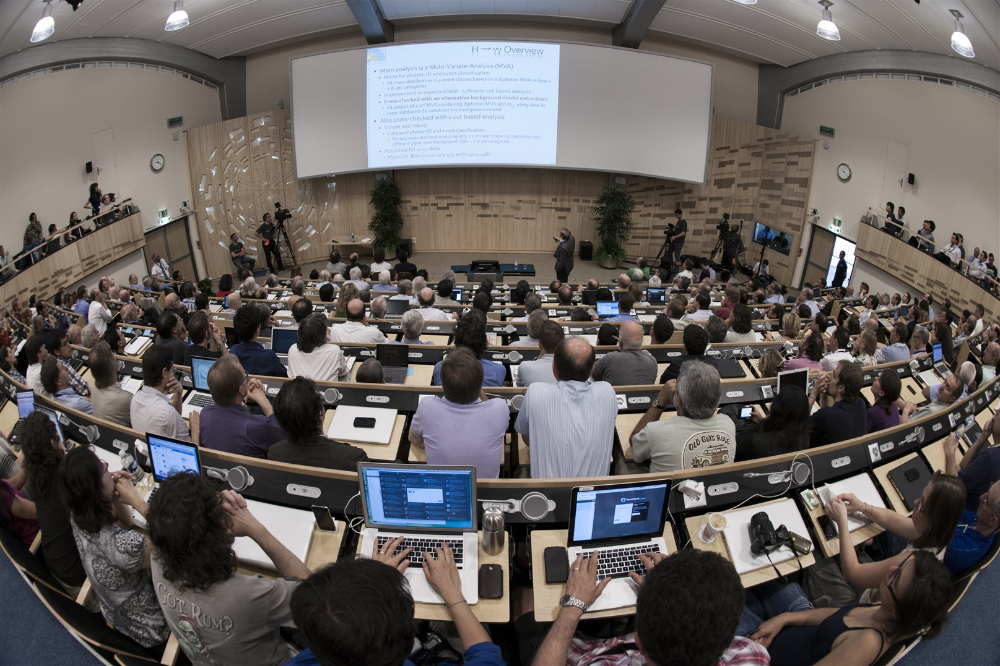 CMS
H → γγ Overview
Main analysis is a Multi-Variate-Analysis (MVA)
MVAs for photon ID and event classification
Fit mass distribution in 4 event classes based on a diphoton MVA output +
2 di-jet categories
Improvement in expected limit ~15% over cut-based analysis
Cross-checked with an alternative background model extraction:
Fit output of a 2nd MVA combining diphoton MVA and mγγ using data in
mass sidebands to construct the background model
Also cross-checked with a cut based analysis
Simple and robust
Cut based photon ID and event classification
Fit data mass distribution in 2 rapidity x 2 shower shape =4 categories with
different Signal over Background (S/B) + 2 di-jet categories
Published for 2011 data
Phys.Lett. B710 (2012) 403-425 arXiv:1202.1487
OLD GUYS RULE
TweetDeck
GOT RUM?